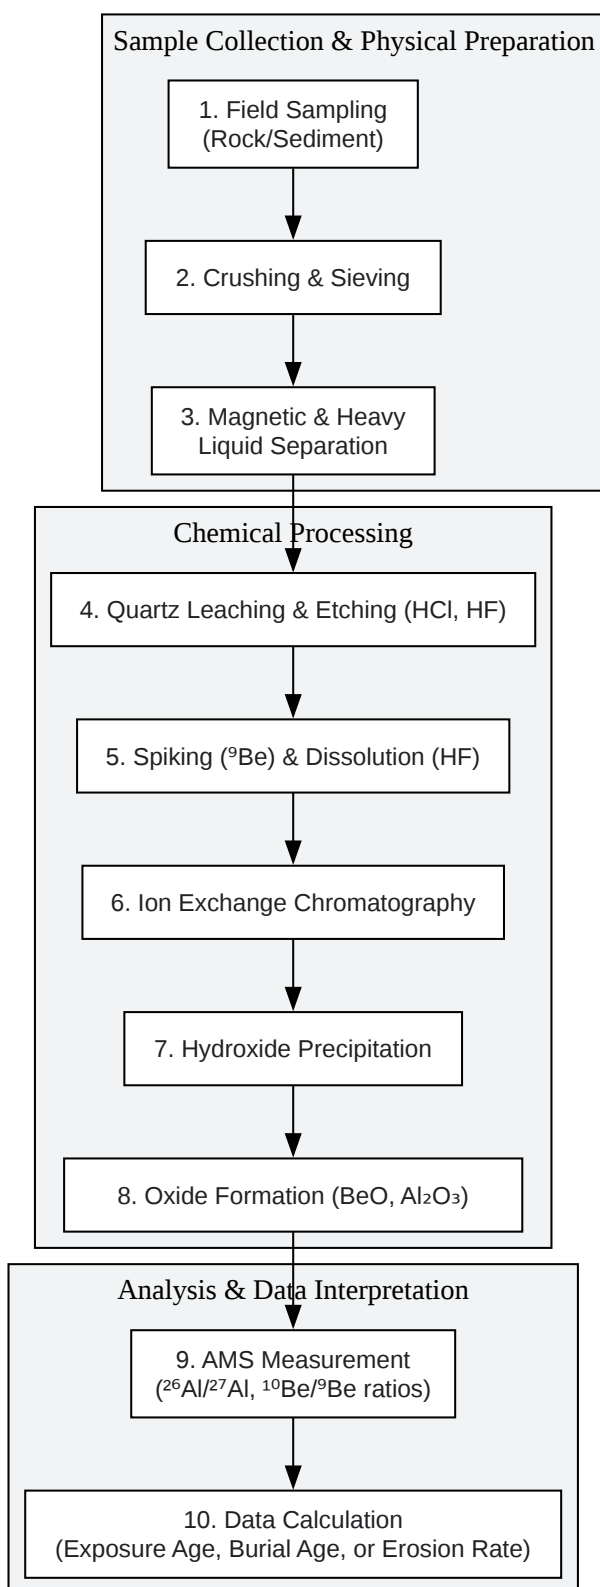 Sample Collection & Physical Preparation
1. Field Sampling
(Rock/Sediment)
2. Crushing & Sieving
3. Magnetic & Heavy
Liquid Separation
Chemical Processing
4. Quartz Leaching & Etching (HCl, HF)
5. Spiking (⁹Be) & Dissolution (HF)
6. Ion Exchange Chromatography
7. Hydroxide Precipitation
8. Oxide Formation (BeO, Al₂O₃)
Analysis & Data Interpretation
9. AMS Measurement
(²⁶Al/²⁷Al, ¹⁰Be/⁹Be ratios)
10. Data Calculation
(Exposure Age, Burial Age, or Erosion Rate)